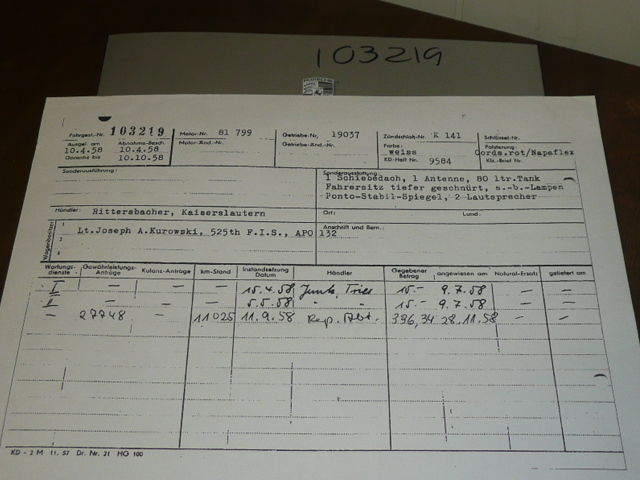 103219
Fahrgest.-Nr. 103219 Motor-Nr. 81 799 Getriebe-Nr. 19037 Zündschloß-Nr. K 141 Schlüssel-Nr.
Ausgel. am Abnahme-Besch. Motor-Änd.-Nr. Getriebe-Änd.-Nr. Farbe: Polsterung:
10.4.58 10.4.58 weiss Cords.rot/Napaflex
Garantie bis 10.10.58 KD-Heft Nr. 9584 Kfz.-Brief Nr.
Sonderausführung: Sonderausstattung:
1 Schiebedach, 1 Antenne, 80 ltr.Tank
Fahrersitz tiefer geschnürt, s.-b.-Lampen
Ponto-Stabil-Spiegel, 2 Lautsprecher
Händler: Rittersbacher, Kaiserslautern Ort: Lund:
Wagenbesitzer Anschrift und Bem.:
1 Lt.Joseph A.Kurowski, 525th F.I.S., APO 132
2
3
Wartungs-dienste Gewährleistungs-Anträge Kulanz-Anträge km-Stand Instandsetzung Datum Händler Gegebener Betrag angewiesen am Natural-Ersatz geliefert am
I — — — 15.4.58 Trier 15.- 9.7.58 — —
II — — — 5.5.58 " " 15.- 9.7.58 — —
— 27748 — 11025 11.9.58 Rep. Abt. 396,34 28.11.58 — —
KD - 2 M 11. 57 Dr. Nr. 21 HG 100